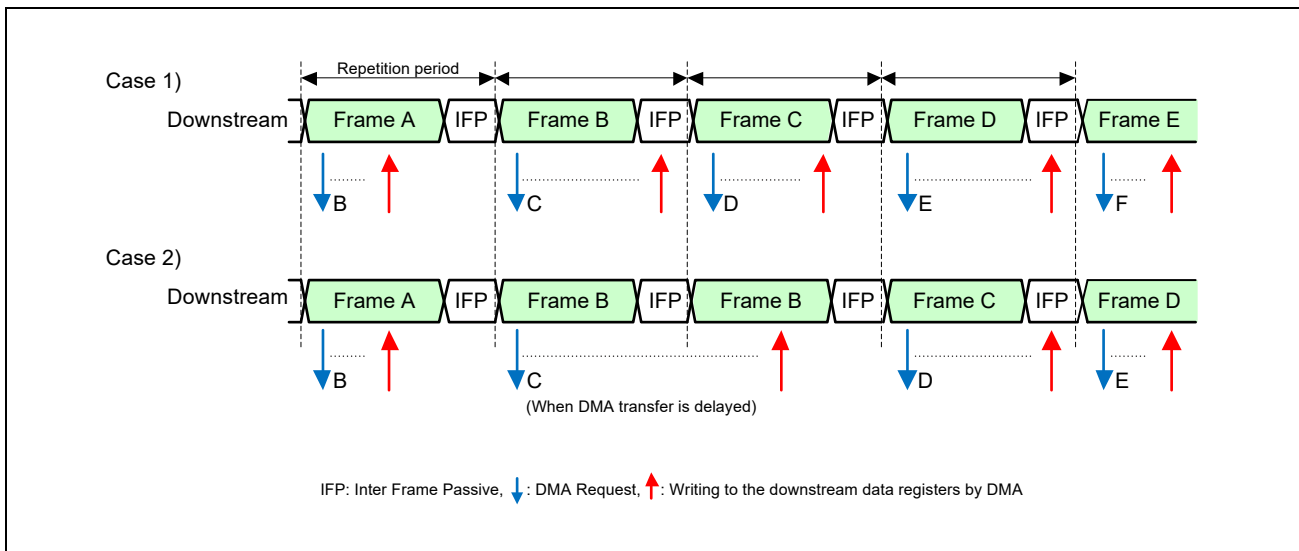 Repetition period
Case 1)
Downstream Frame A IFP Frame B IFP Frame C IFP Frame D IFP Frame E
B C D E F
Case 2)
Downstream Frame A IFP Frame B IFP Frame B IFP Frame C IFP Frame D
B C D E
(When DMA transfer is delayed)
IFP: Inter Frame Passive, : DMA Request, : Writing to the downstream data registers by DMA